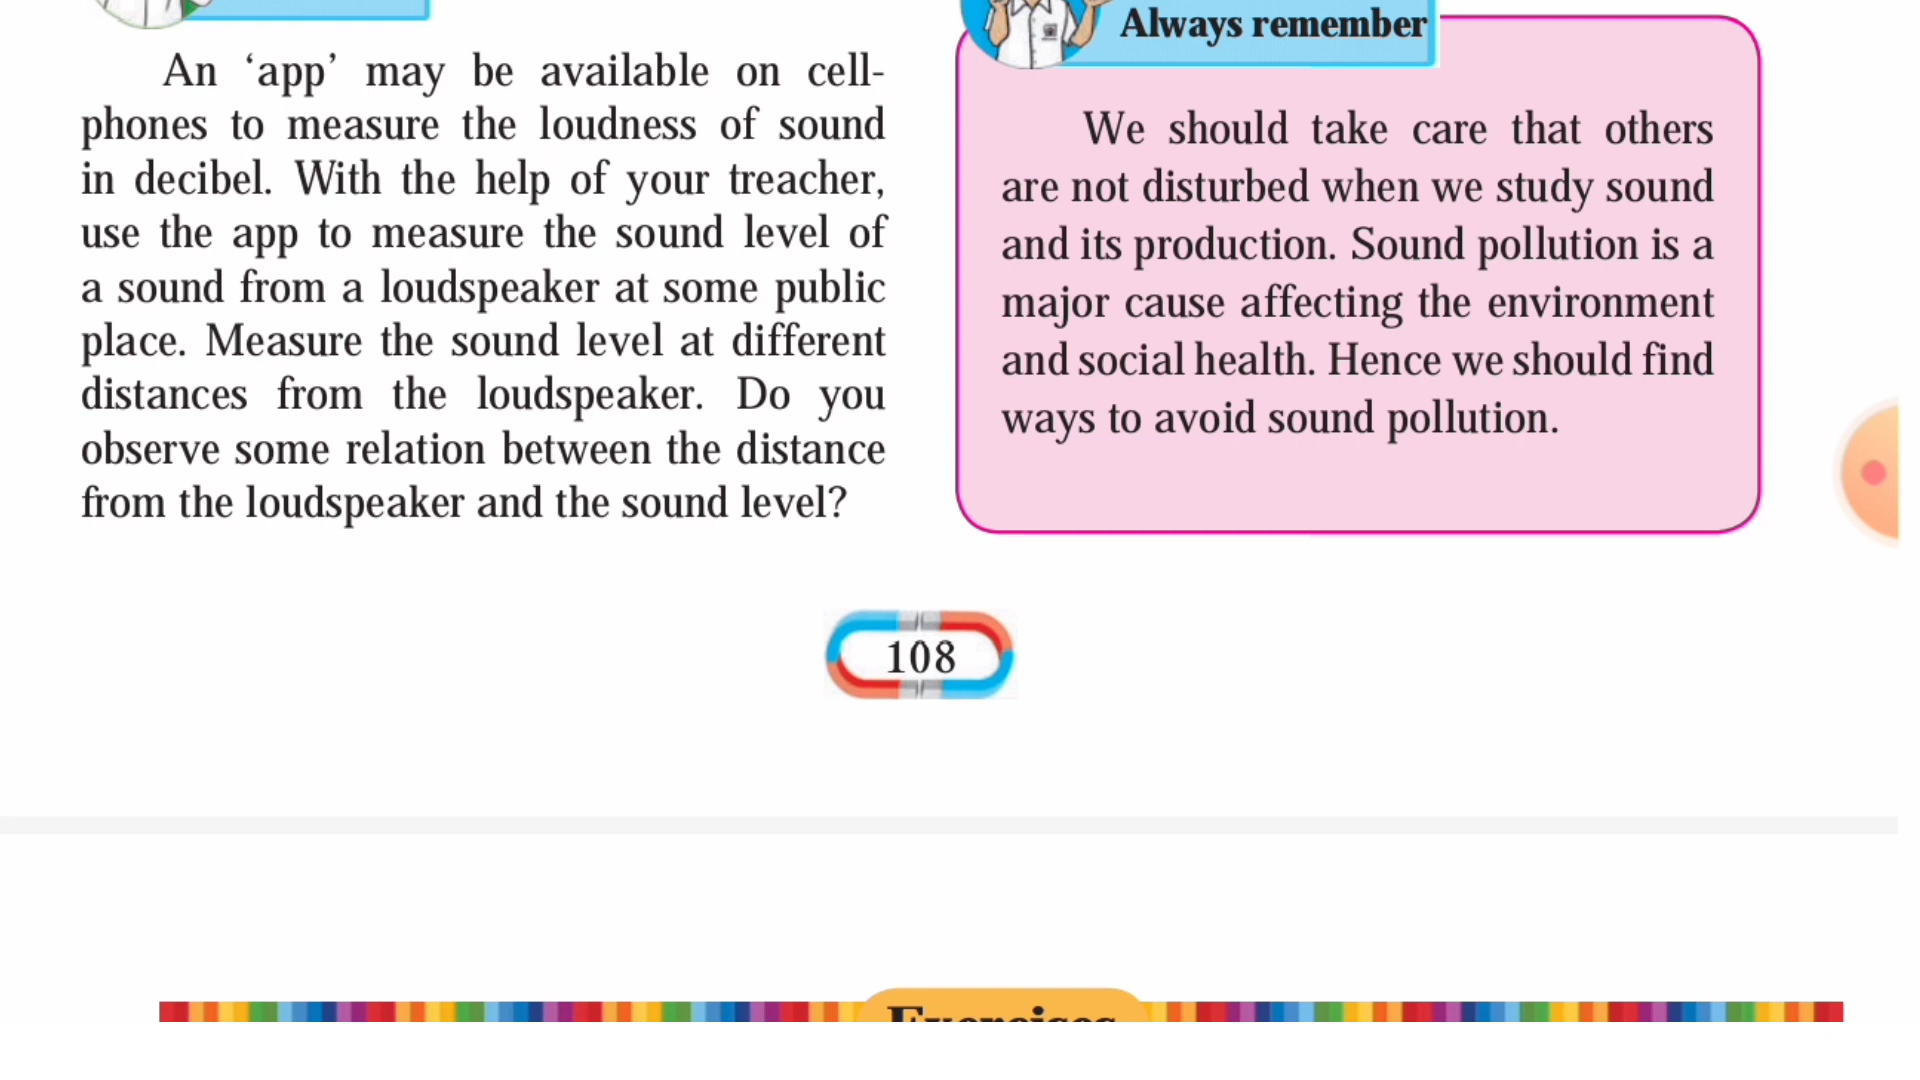 An ‘app’ may be available on cell-
phones to measure the loudness of sound
in decibel. With the help of your treacher,
use the app to measure the sound level of
a sound from a loudspeaker at some public
place. Measure the sound level at different
distances from the loudspeaker. Do you
observe some relation between the distance
from the loudspeaker and the sound level?
Always remember
We should take care that others
are not disturbed when we study sound
and its production. Sound pollution is a
major cause affecting the environment
and social health. Hence we should find
ways to avoid sound pollution.
108
Exercises